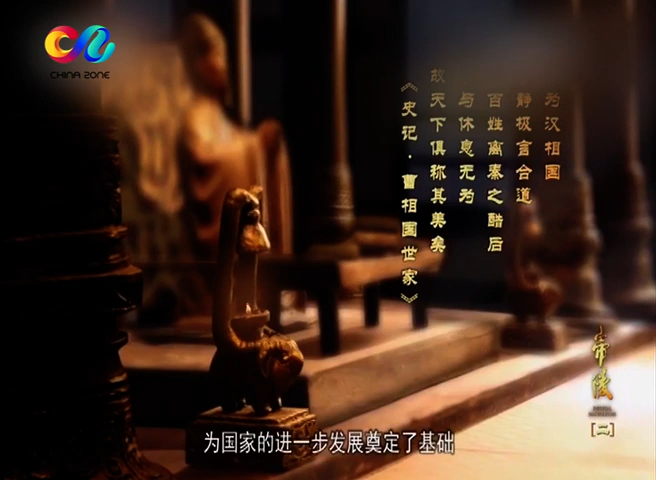 CHINA ZONE
为汉相国
静极言合道
百姓离秦之酷后
与休息无为
故天下俱称其美矣
《史记·曹相国世家》
帝陵
[二]
为国家的进一步发展奠定了基础